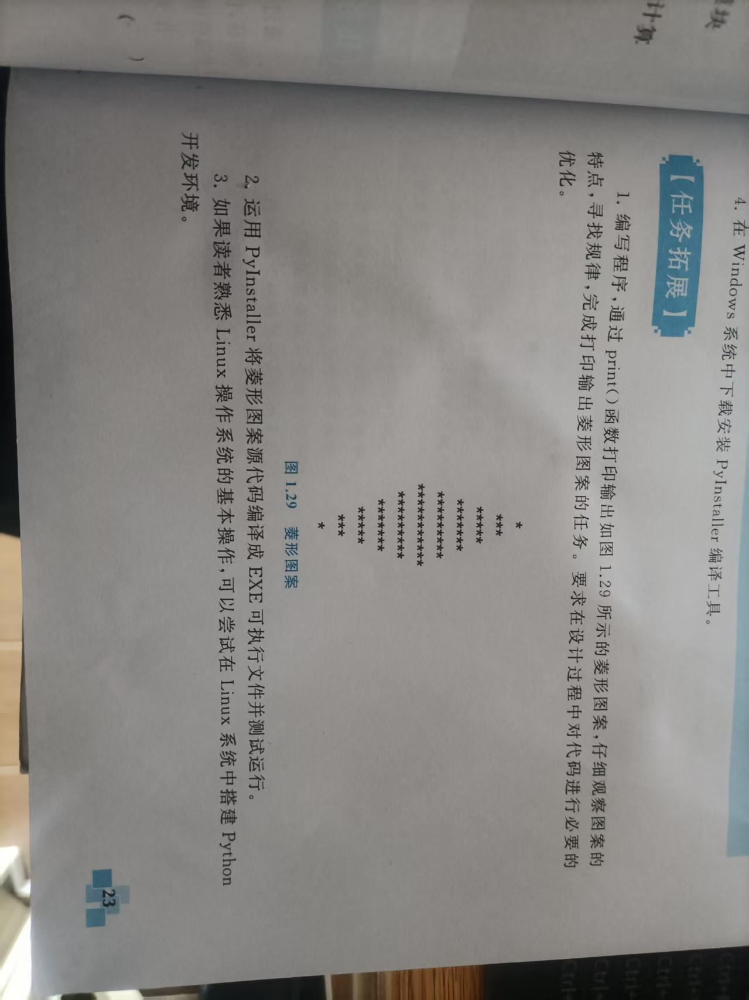 块
计算
4. 在 Windows 系统中下载安装 PyInstaller 编译工具。
【任务拓展】
1. 编写程序,通过 print()函数打印输出如图 1.29 所示的菱形图案,仔细观察图案的
特点,寻找规律,完成打印输出菱形图案的任务。要求在设计过程中对代码进行必要的
优化。
*
***
*****
*******
*********
***********
*********
*******
*****
***
*
图 1.29 菱形图案
2. 运用 PyInstaller 将菱形图案源代码编译成 EXE 可执行文件并测试运行。
3. 如果读者熟悉 Linux 操作系统的基本操作,可以尝试在 Linux 系统中搭建 Python
开发环境。
23
Ctrl+
Ctrl+
Ctrl+
Ctrl+
Ctrl+
Ctrl+